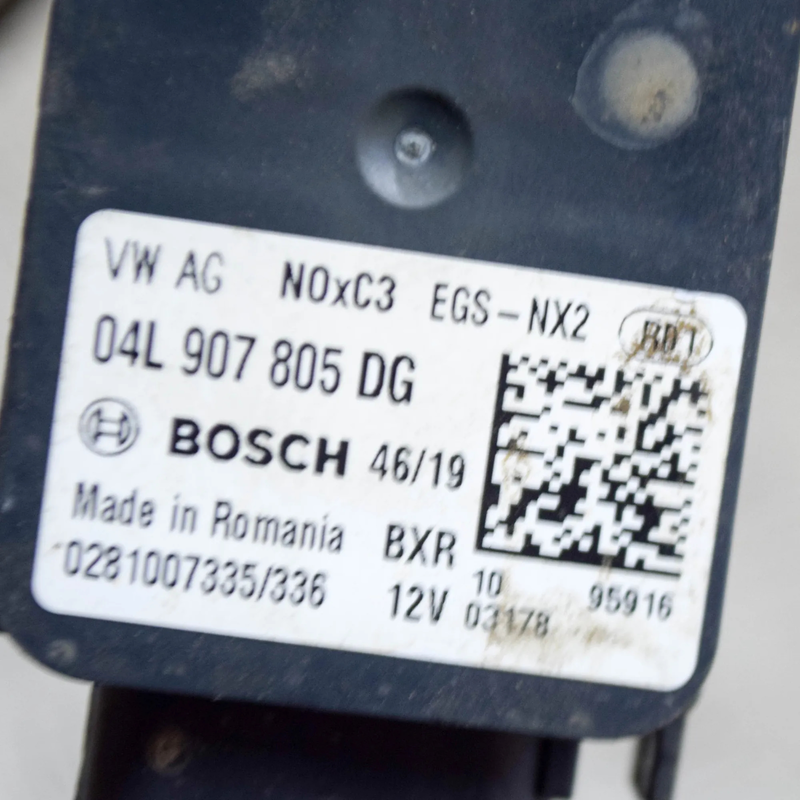 VW AG NOxC3 EGS-NX2
04L 907 805 DG
BOSCH 46/19
Made in Romania BXR
0281007335/336 12V
10 95916
03178